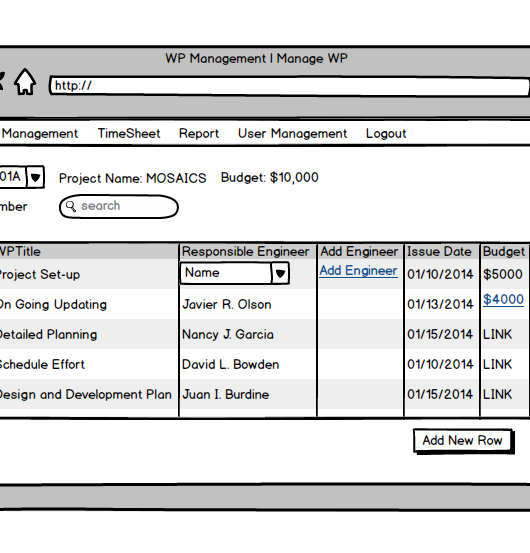 WP Management | Manage WP
http://
Management TimeSheet Report User Management Logout
01A Project Name: MOSAICS Budget: $10,000
mber search
WPTitle Responsible Engineer Add Engineer Issue Date Budget
Project Set-up Name Add Engineer 01/10/2014 $5000
On Going Updating Javier R. Olson 01/13/2014 $4000
Detailed Planning Nancy J. Garcia 01/15/2014 LINK
Schedule Effort David L. Bowden 01/10/2014 LINK
Design and Development Plan Juan I. Burdine 01/15/2014 LINK
Add New Row